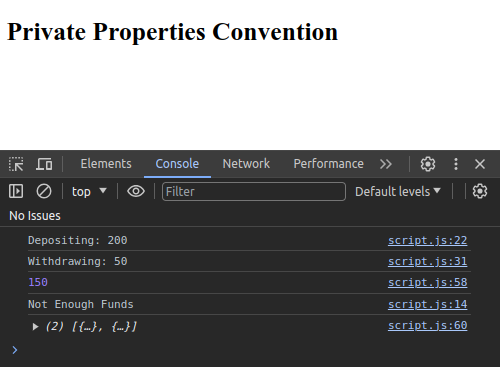 Private Properties Convention
Elements Console Network Performance
top Filter Default levels
No Issues
Depositing: 200 script.js:22
Withdrawing: 50 script.js:31
150 script.js:58
Not Enough Funds script.js:14
(2) [{…}, {…}] script.js:60